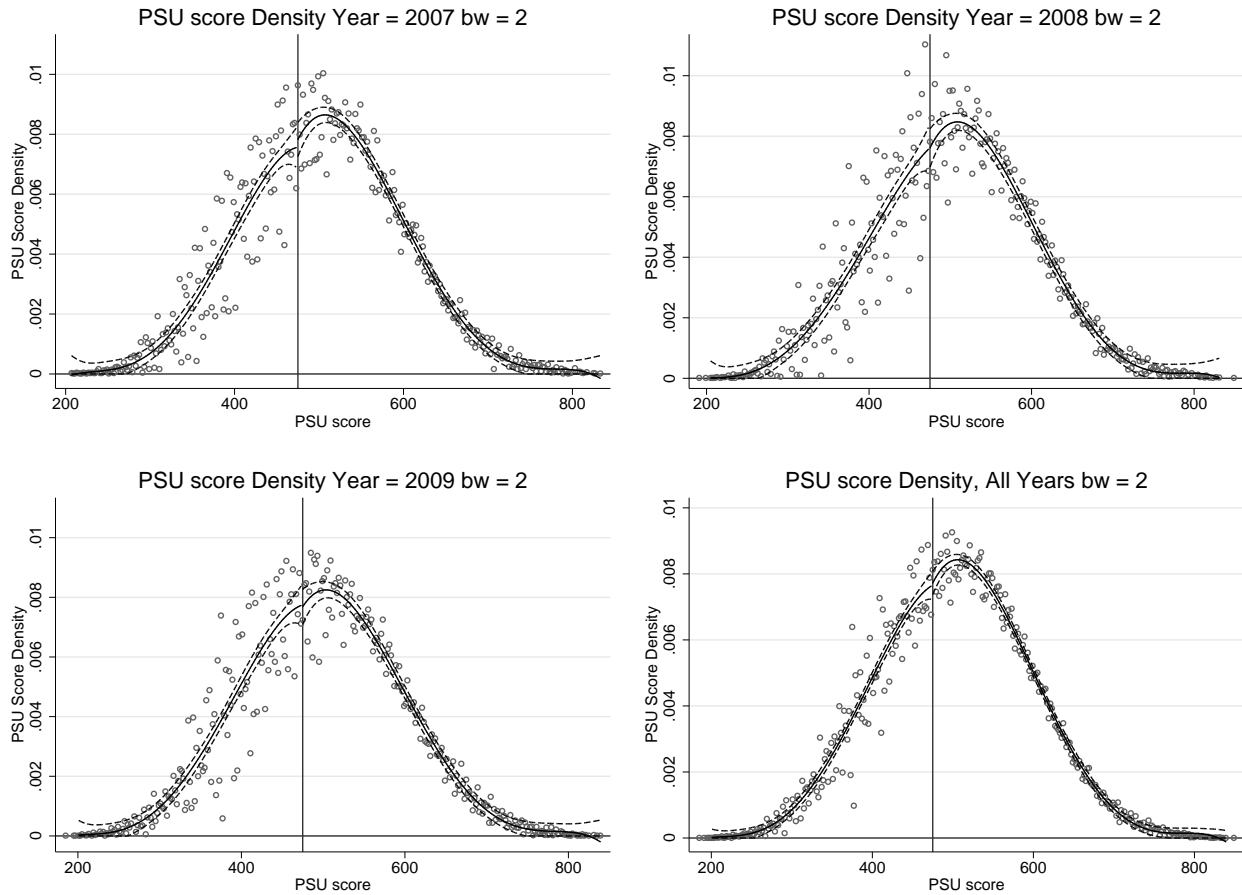 PSU score Density Year = 2007 bw = 2
PSU Score Density
.01
.008
.006
.004
.002
0
200 400 600 800
PSU score
PSU score Density Year = 2008 bw = 2
PSU Score Density
.01
.008
.006
.004
.002
0
200 400 600 800
PSU score
PSU score Density Year = 2009 bw = 2
PSU Score Density
.01
.008
.006
.004
.002
0
200 400 600 800
PSU score
PSU score Density, All Years bw = 2
PSU Score Density
.01
.008
.006
.004
.002
0
200 400 600 800
PSU score